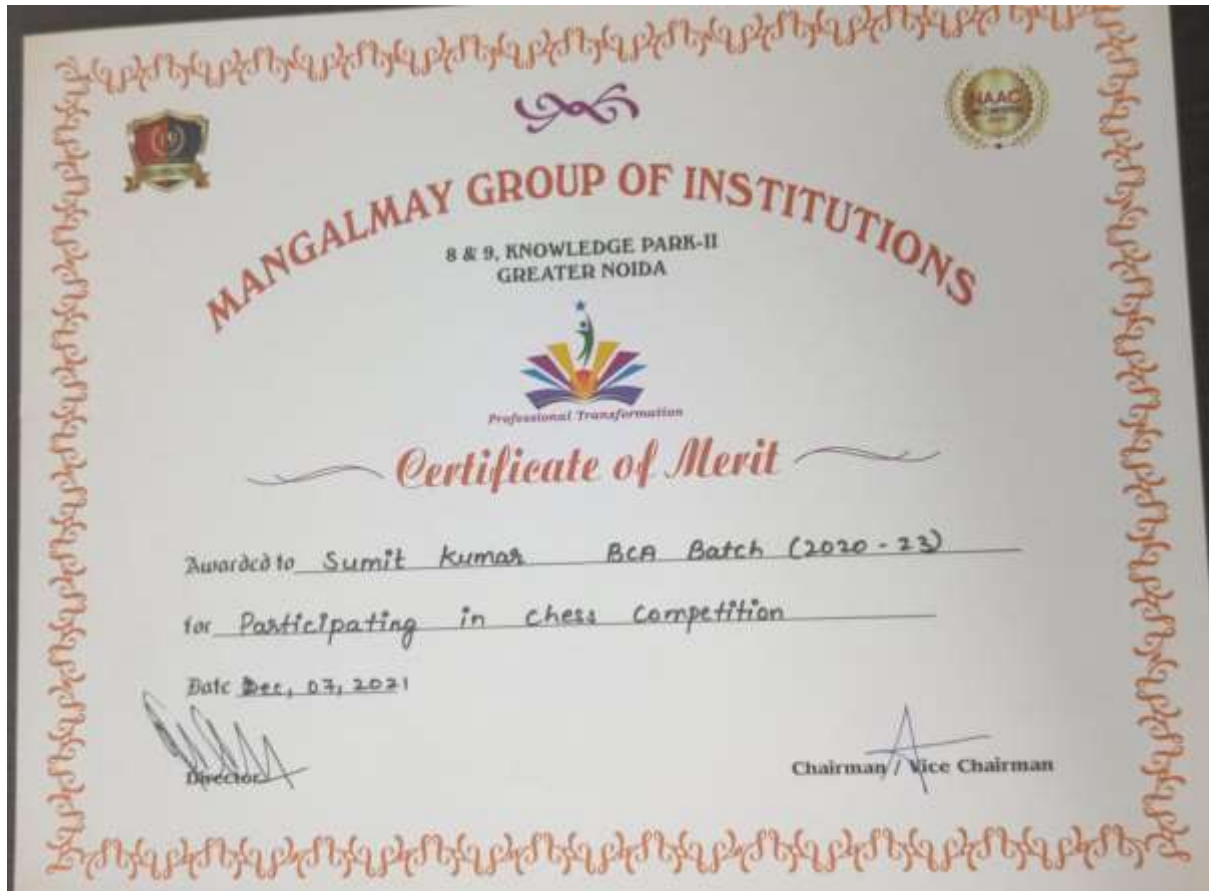 NAAC
MANGALMAY GROUP OF INSTITUTIONS
8 & 9, KNOWLEDGE PARK-II
GREATER NOIDA
Professional Transformation
Certificate of Merit
Awarded to Sumit Kumar BCA Batch (2020-23)
for Participating in chess Competition
Date Dec, 07, 2021
Director
Chairman / Vice Chairman